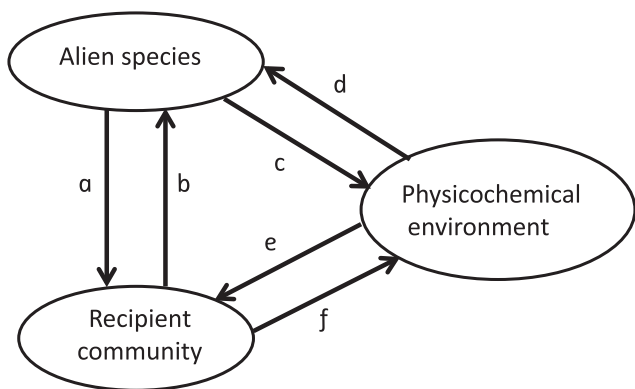 Alien species
d
c
a
b
Physicochemical
environment
e
Recipient
community
f